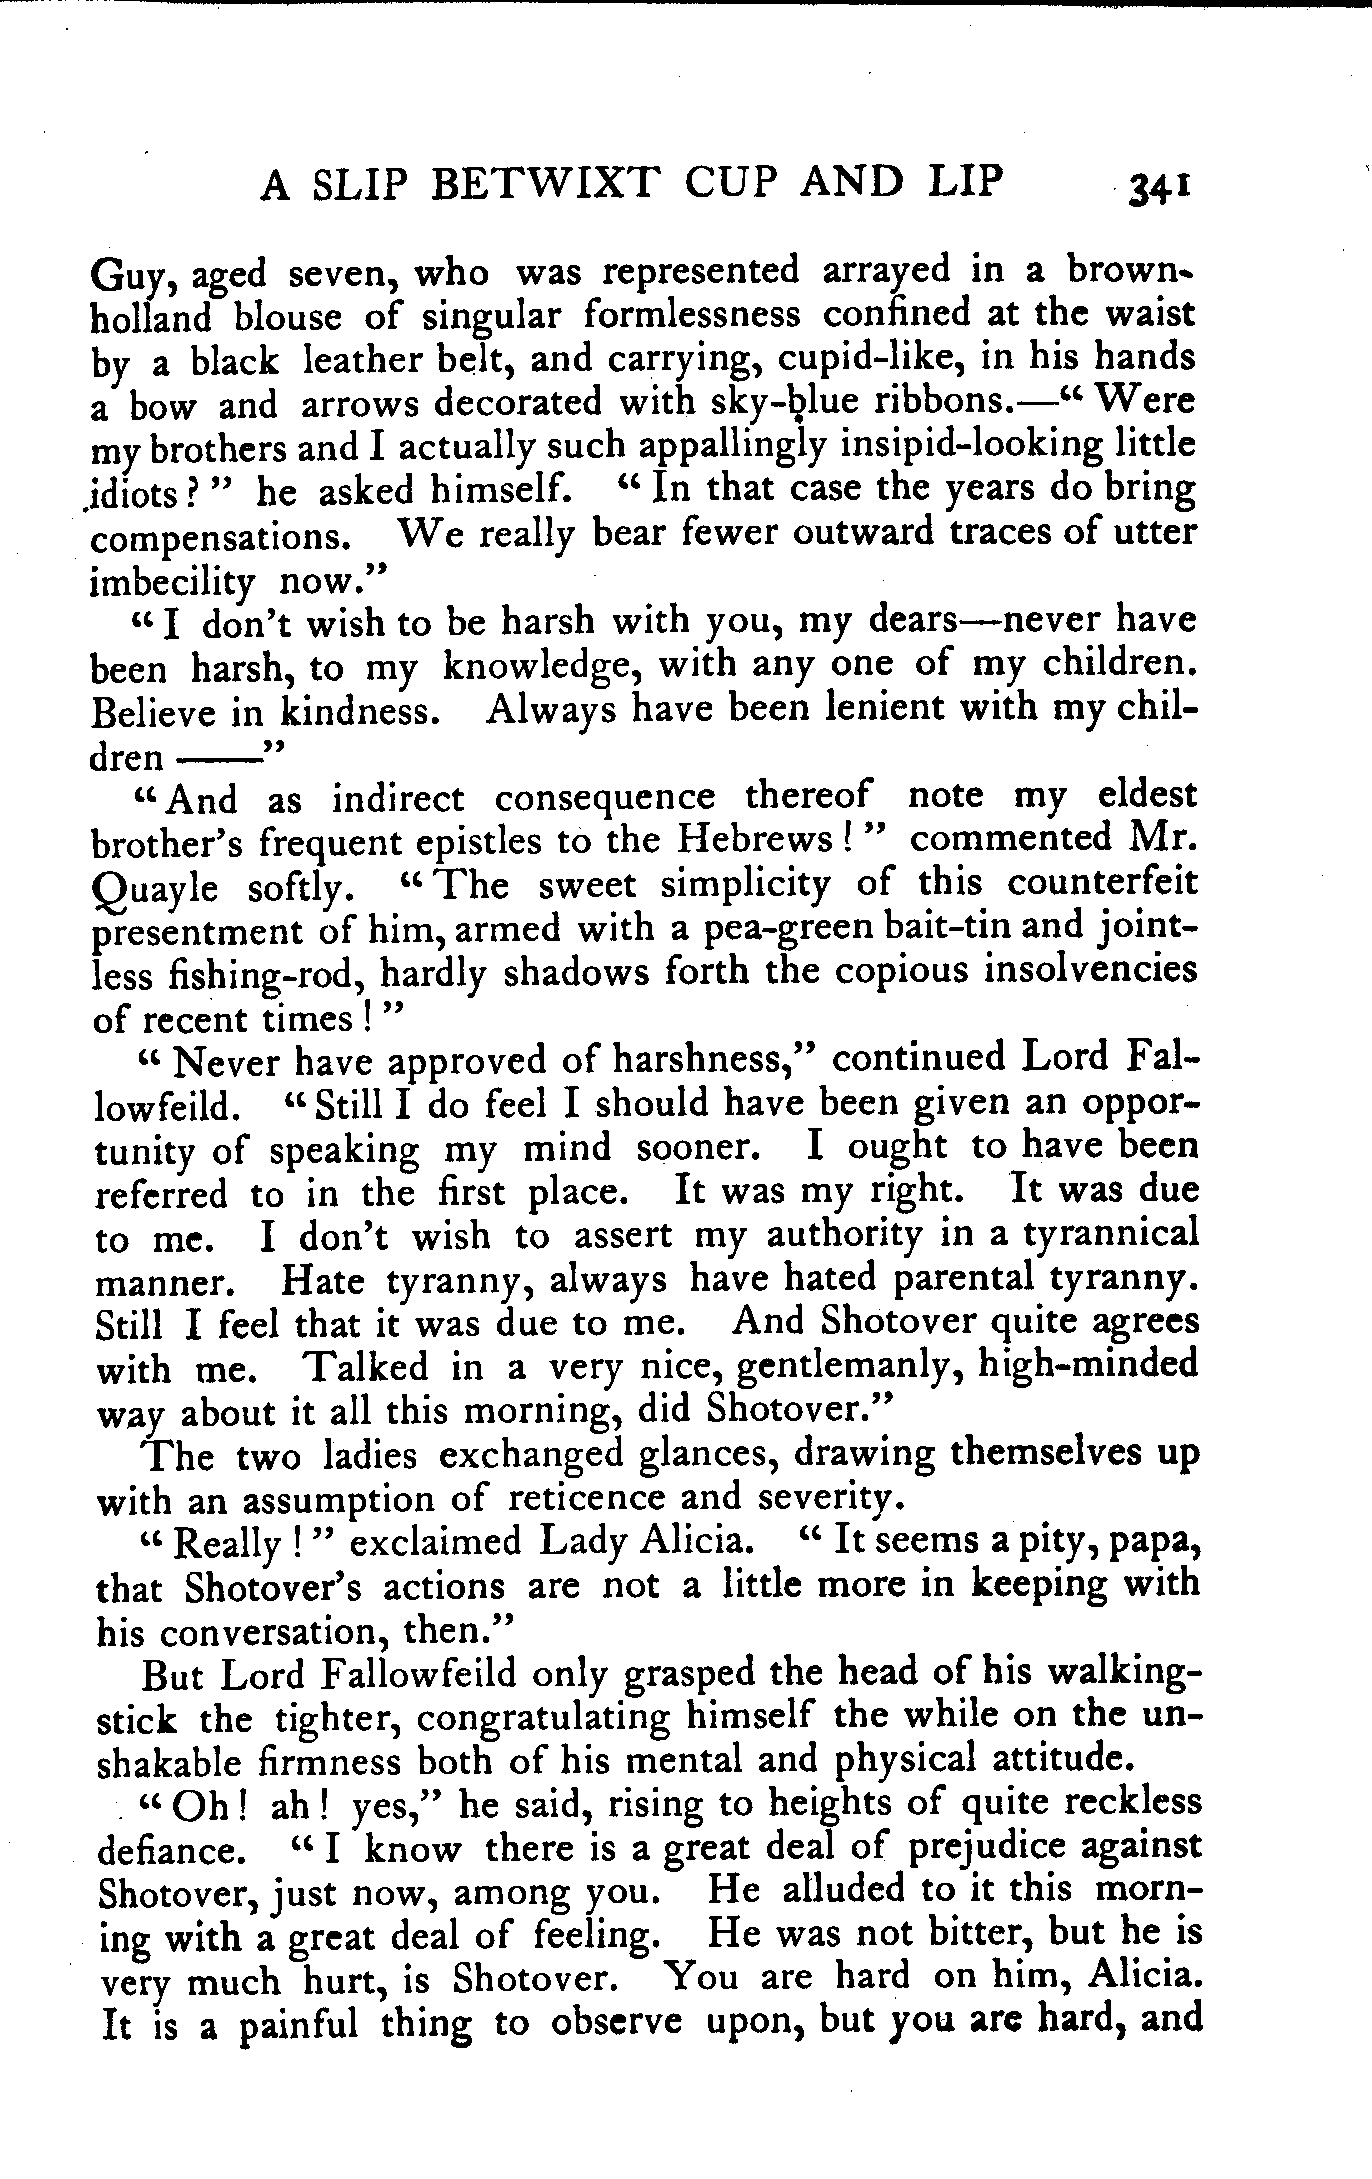 A SLIP BETWIXT CUP AND LIP 341
Guy, aged seven, who was represented arrayed in a brown-
holland blouse of singular formlessness confined at the waist
by a black leather belt, and carrying, cupid-like, in his hands
a bow and arrows decorated with sky-blue ribbons.—“Were
my brothers and I actually such appallingly insipid-looking little
idiots?” he asked himself. “In that case the years do bring
compensations. We really bear fewer outward traces of utter
imbecility now.”
“I don’t wish to be harsh with you, my dears—never have
been harsh, to my knowledge, with any one of my children.
Believe in kindness. Always have been lenient with my chil-
dren ——”
“And as indirect consequence thereof note my eldest
brother’s frequent epistles to the Hebrews!” commented Mr.
Quayle softly. “The sweet simplicity of this counterfeit
presentment of him, armed with a pea-green bait-tin and joint-
less fishing-rod, hardly shadows forth the copious insolvencies
of recent times!”
“Never have approved of harshness,” continued Lord Fal-
lowfeild. “Still I do feel I should have been given an oppor-
tunity of speaking my mind sooner. I ought to have been
referred to in the first place. It was my right. It was due
to me. I don’t wish to assert my authority in a tyrannical
manner. Hate tyranny, always have hated parental tyranny.
Still I feel that it was due to me. And Shotover quite agrees
with me. Talked in a very nice, gentlemanly, high-minded
way about it all this morning, did Shotover.”
The two ladies exchanged glances, drawing themselves up
with an assumption of reticence and severity.
“Really!” exclaimed Lady Alicia. “It seems a pity, papa,
that Shotover’s actions are not a little more in keeping with
his conversation, then.”
But Lord Fallowfeild only grasped the head of his walking-
stick the tighter, congratulating himself the while on the un-
shakable firmness both of his mental and physical attitude.
“Oh! ah! yes,” he said, rising to heights of quite reckless
defiance. “I know there is a great deal of prejudice against
Shotover, just now, among you. He alluded to it this morn-
ing with a great deal of feeling. He was not bitter, but he is
very much hurt, is Shotover. You are hard on him, Alicia.
It is a painful thing to observe upon, but you are hard, and